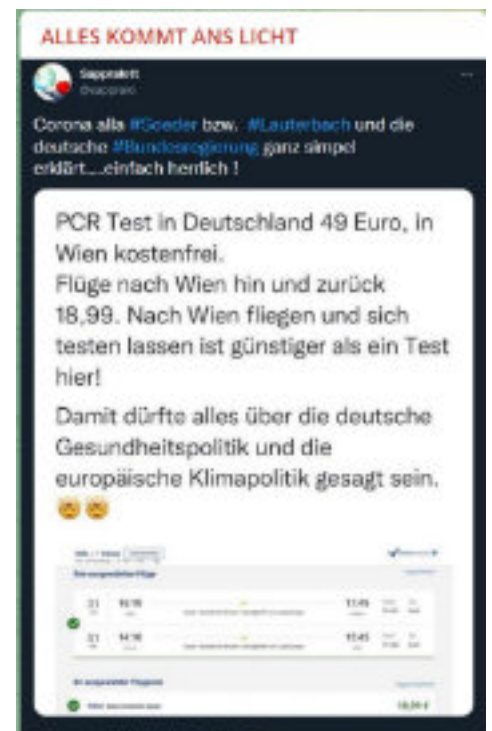 ALLES KOMMT ANS LICHT
Corona alla #Soeder bzw. #Lauterbach und die
deutsche #Bundesregierung ganz simpel
erklärt....einfach herrlich !
PCR Test in Deutschland 49 Euro, in
Wien kostenfrei.
Flüge nach Wien hin und zurück
18,99. Nach Wien fliegen und sich
testen lassen ist günstiger als ein Test
hier!
Damit dürfte alles über die deutsche
Gesundheitspolitik und die
europäische Klimapolitik gesagt sein.
🤯🤯
18,99 €